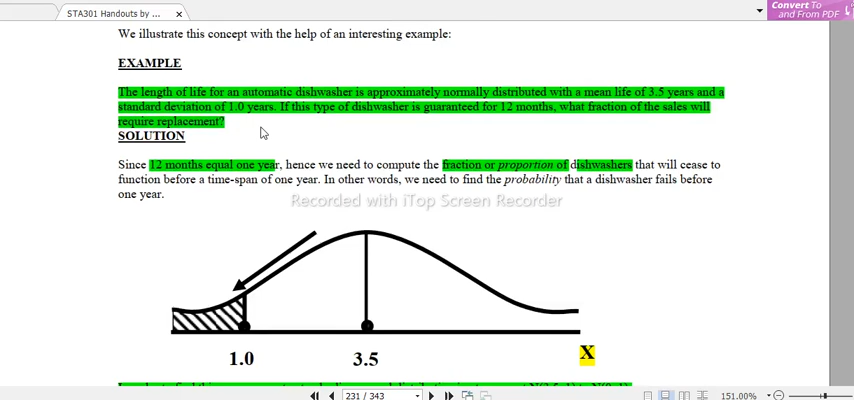 STA301 Handouts by ...
Convert To
and From PDF
We illustrate this concept with the help of an interesting example:
EXAMPLE
The length of life for an automatic dishwasher is approximately normally distributed with a mean life of 3.5 years and a
standard deviation of 1.0 years. If this type of dishwasher is guaranteed for 12 months, what fraction of the sales will
require replacement?
SOLUTION
Since 12 months equal one year, hence we need to compute the fraction or proportion of dishwashers that will cease to
function before a time-span of one year. In other words, we need to find the probability that a dishwasher fails before
one year.
Recorded with iTop Screen Recorder
1.0 3.5 X
231 / 343
151.00%